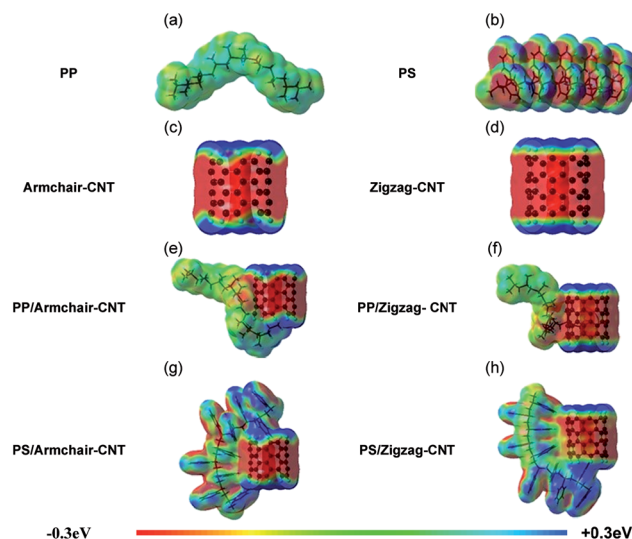 (a) (b)
PP PS
(c) (d)
Armchair-CNT Zigzag-CNT
(e) (f)
PP/Armchair-CNT PP/Zigzag- CNT
(g) (h)
PS/Armchair-CNT PS/Zigzag-CNT
-0.3eV +0.3eV